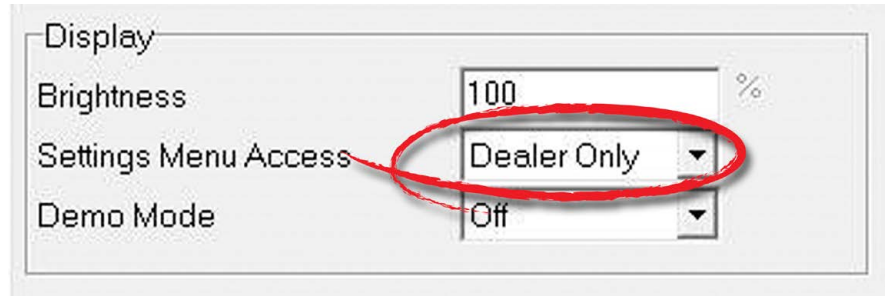 Display
Brightness 100 %
Settings Menu Access Dealer Only
Demo Mode Off